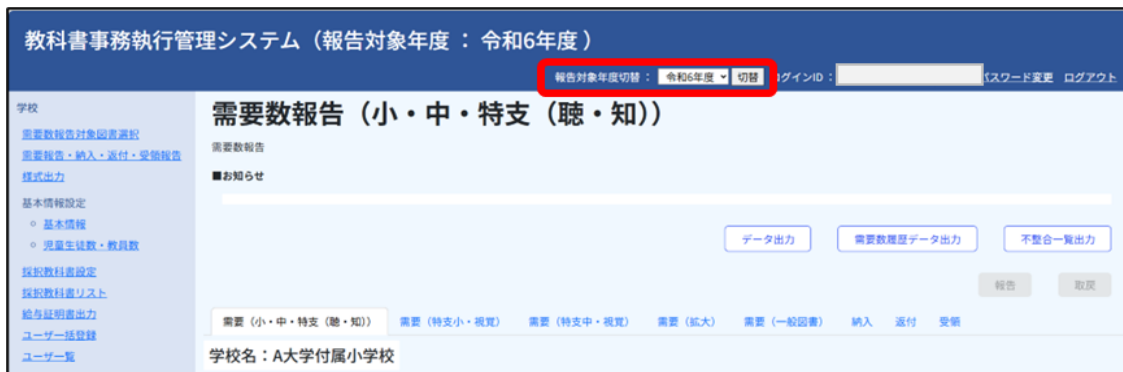 教科書事務執行管理システム（報告対象年度 ： 令和6年度 ）
報告対象年度切替 ： 令和6年度 切替 ログインID : パスワード変更 ログアウト
学校
需要数報告対象図書選択
需要報告・納入・返付・受領報告
様式出力
基本情報設定
基本情報
児童生徒数・教員数
採択教科書設定
採択教科書リスト
給与証明書出力
ユーザ一括登録
ユーザ一覧
需要数報告（小・中・特支（聴・知））
需要数報告
■お知らせ
データ出力 需要数履歴データ出力 不整合一覧出力
報告 取戻
需要（小・中・特支（聴・知）） 需要（特支小・視覚） 需要（特支中・視覚） 需要（拡大） 需要（一般図書） 納入 返付 受領
学校名：A大学付属小学校